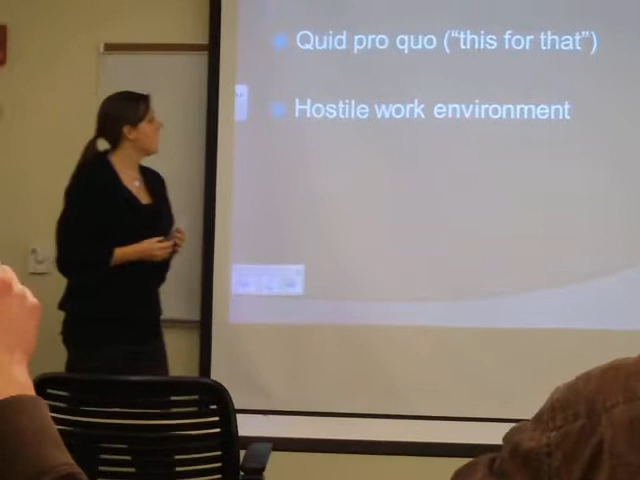 Quid pro quo (“this for that”)
Hostile work environment